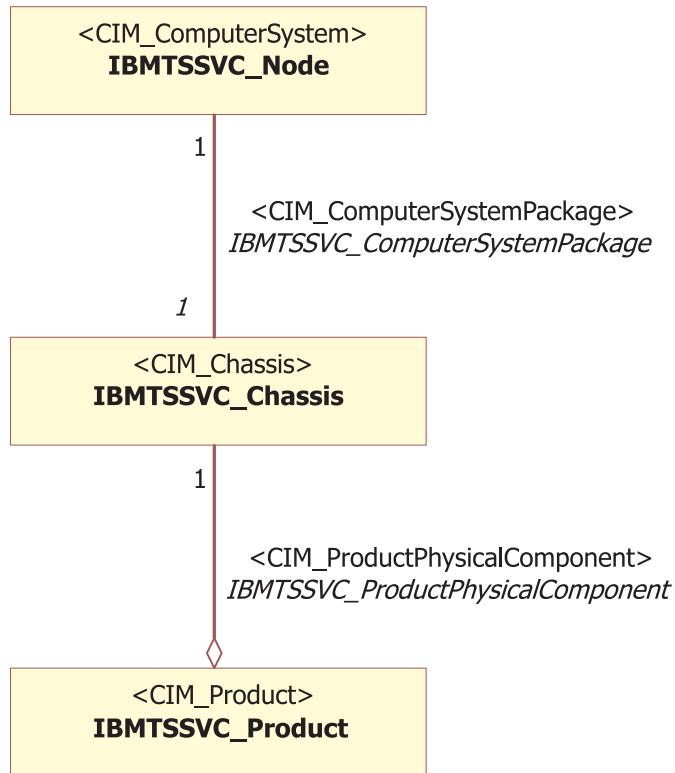 <CIM_ComputerSystem>
IBMTSSVC_Node
1
<CIM_ComputerSystemPackage>
IBMTSSVC_ComputerSystemPackage
1
<CIM_Chassis>
IBMTSSVC_Chassis
1
<CIM_ProductPhysicalComponent>
IBMTSSVC_ProductPhysicalComponent
<CIM_Product>
IBMTSSVC_Product